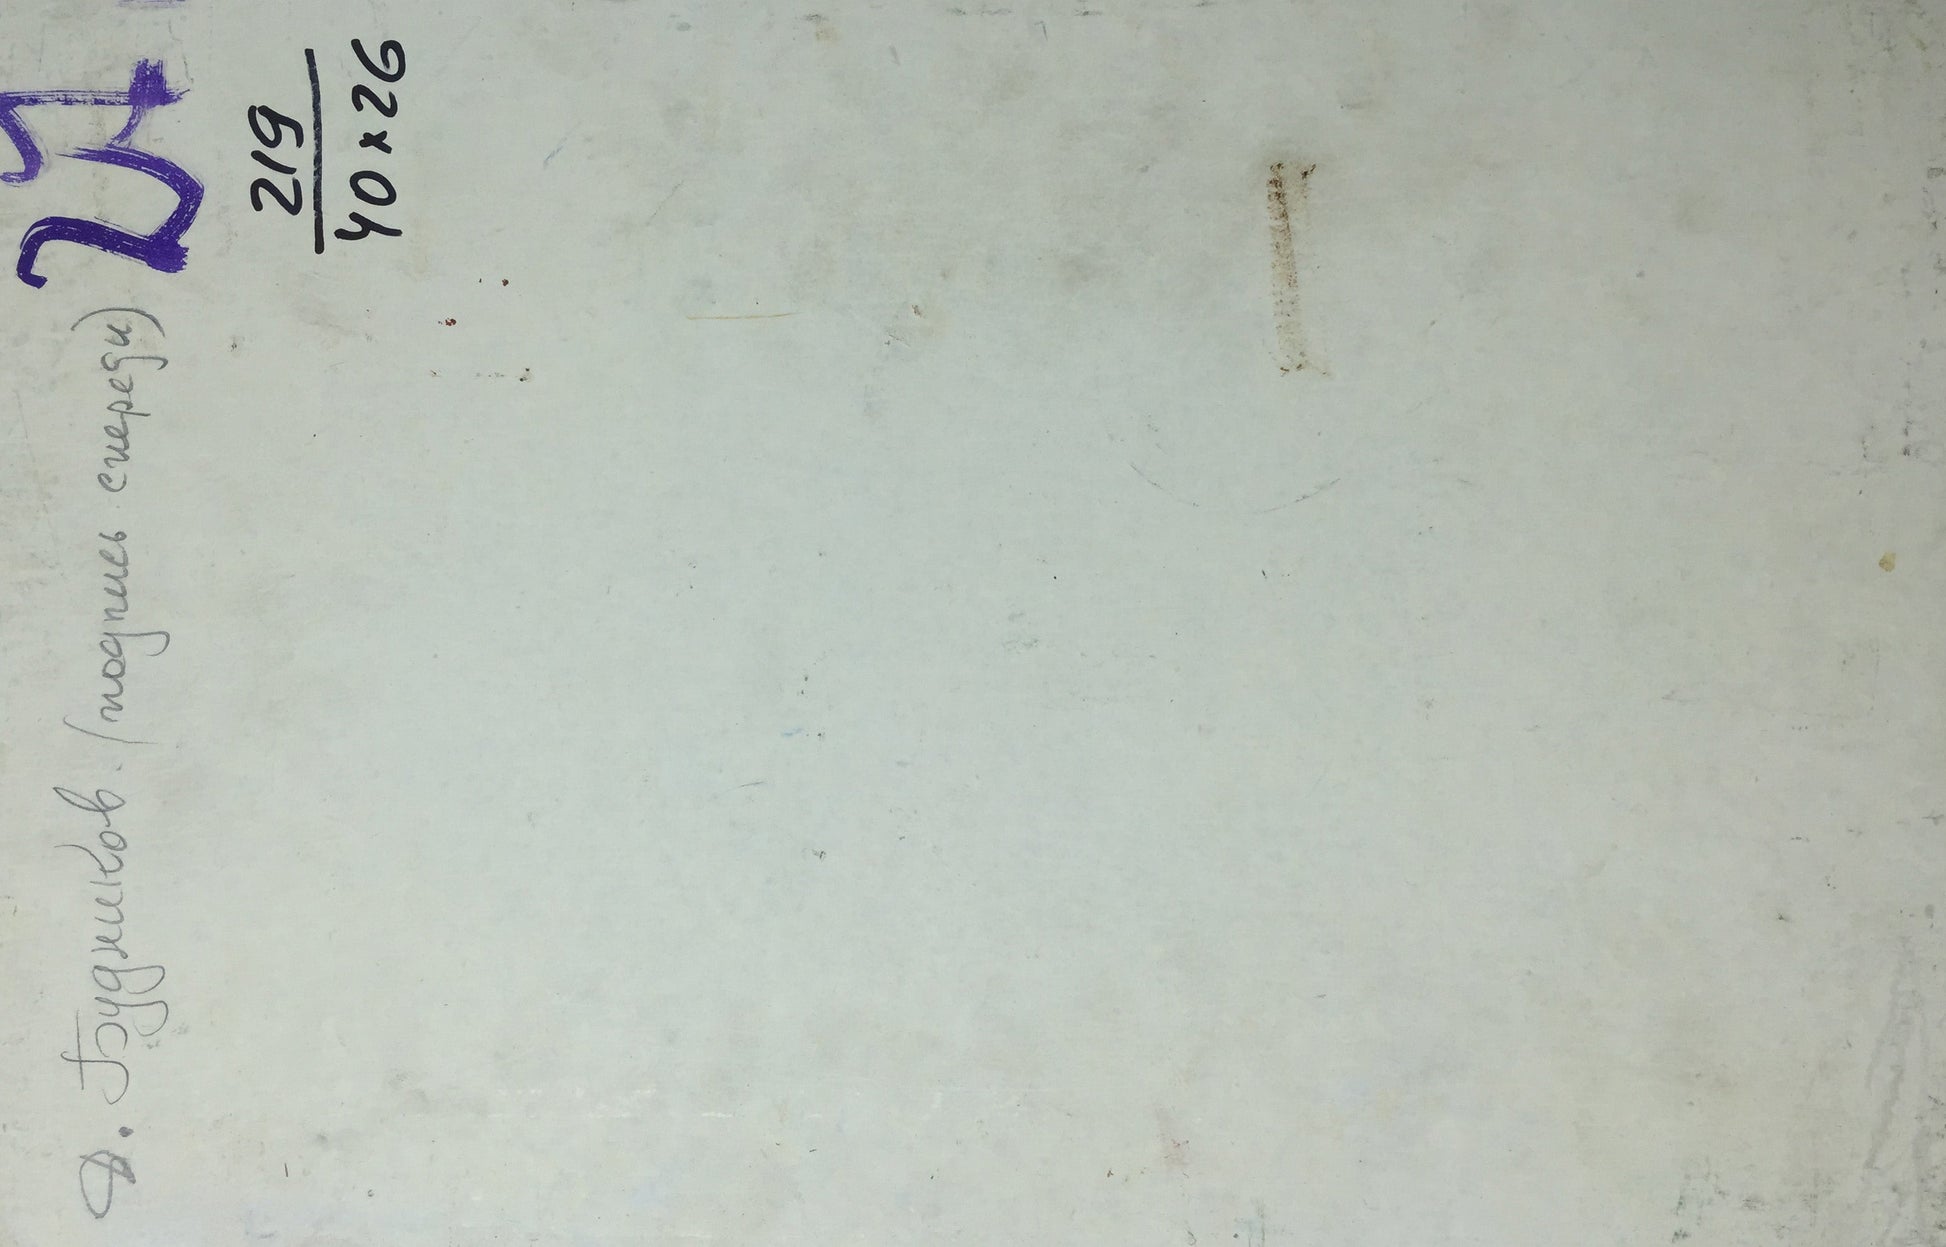 Д. Будников. (подпись спереди)
219
40×26